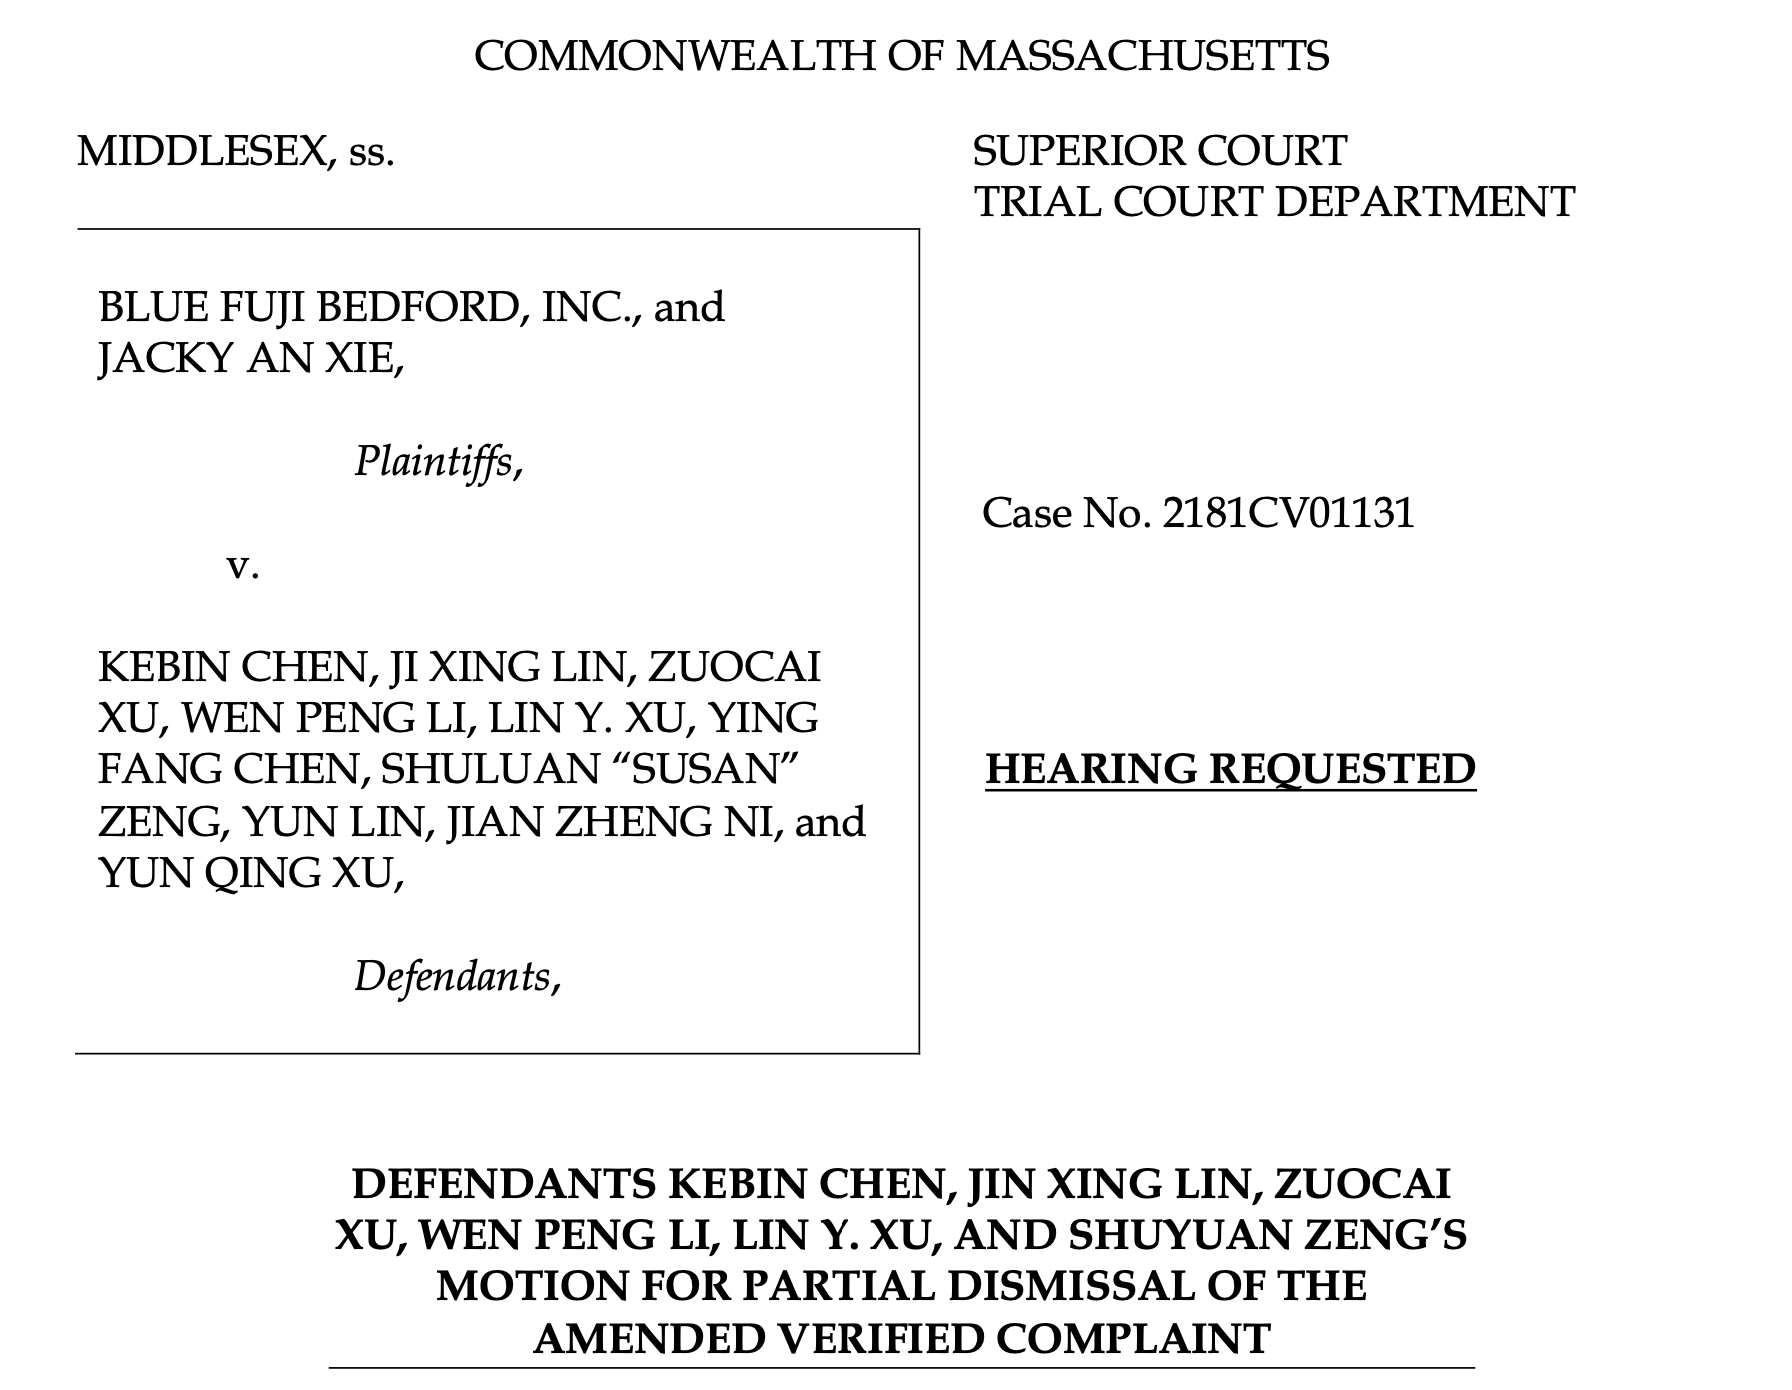 COMMONWEALTH OF MASSACHUSETTS
MIDDLESEX, ss.
SUPERIOR COURT
TRIAL COURT DEPARTMENT
BLUE FUJI BEDFORD, INC., and
JACKY AN XIE,
Plaintiffs,
v.
KEBIN CHEN, JI XING LIN, ZUOCAI
XU, WEN PENG LI, LIN Y. XU, YING
FANG CHEN, SHULUAN “SUSAN”
ZENG, YUN LIN, JIAN ZHENG NI, and
YUN QING XU,
Defendants,
Case No. 2181CV01131
HEARING REQUESTED
DEFENDANTS KEBIN CHEN, JIN XING LIN, ZUOCAI
XU, WEN PENG LI, LIN Y. XU, AND SHUYUAN ZENG’S
MOTION FOR PARTIAL DISMISSAL OF THE
AMENDED VERIFIED COMPLAINT